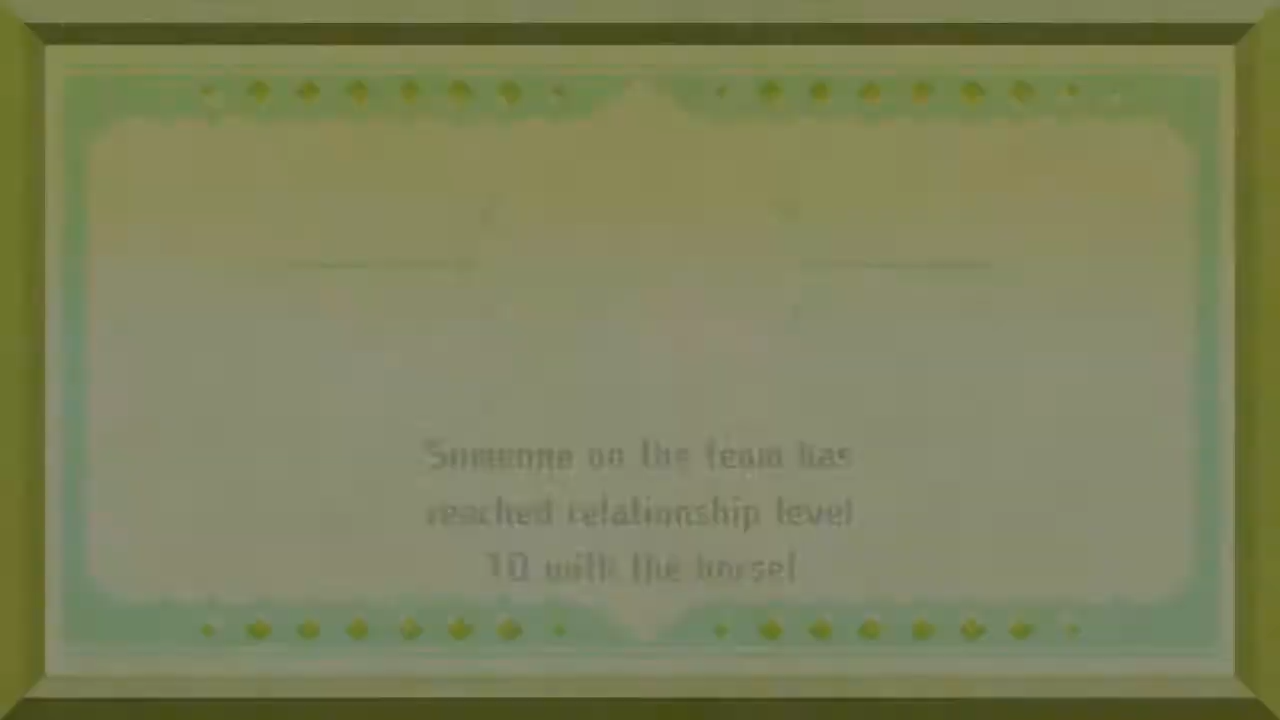 Someone on the team has
reached relationship level
10 with the horse!